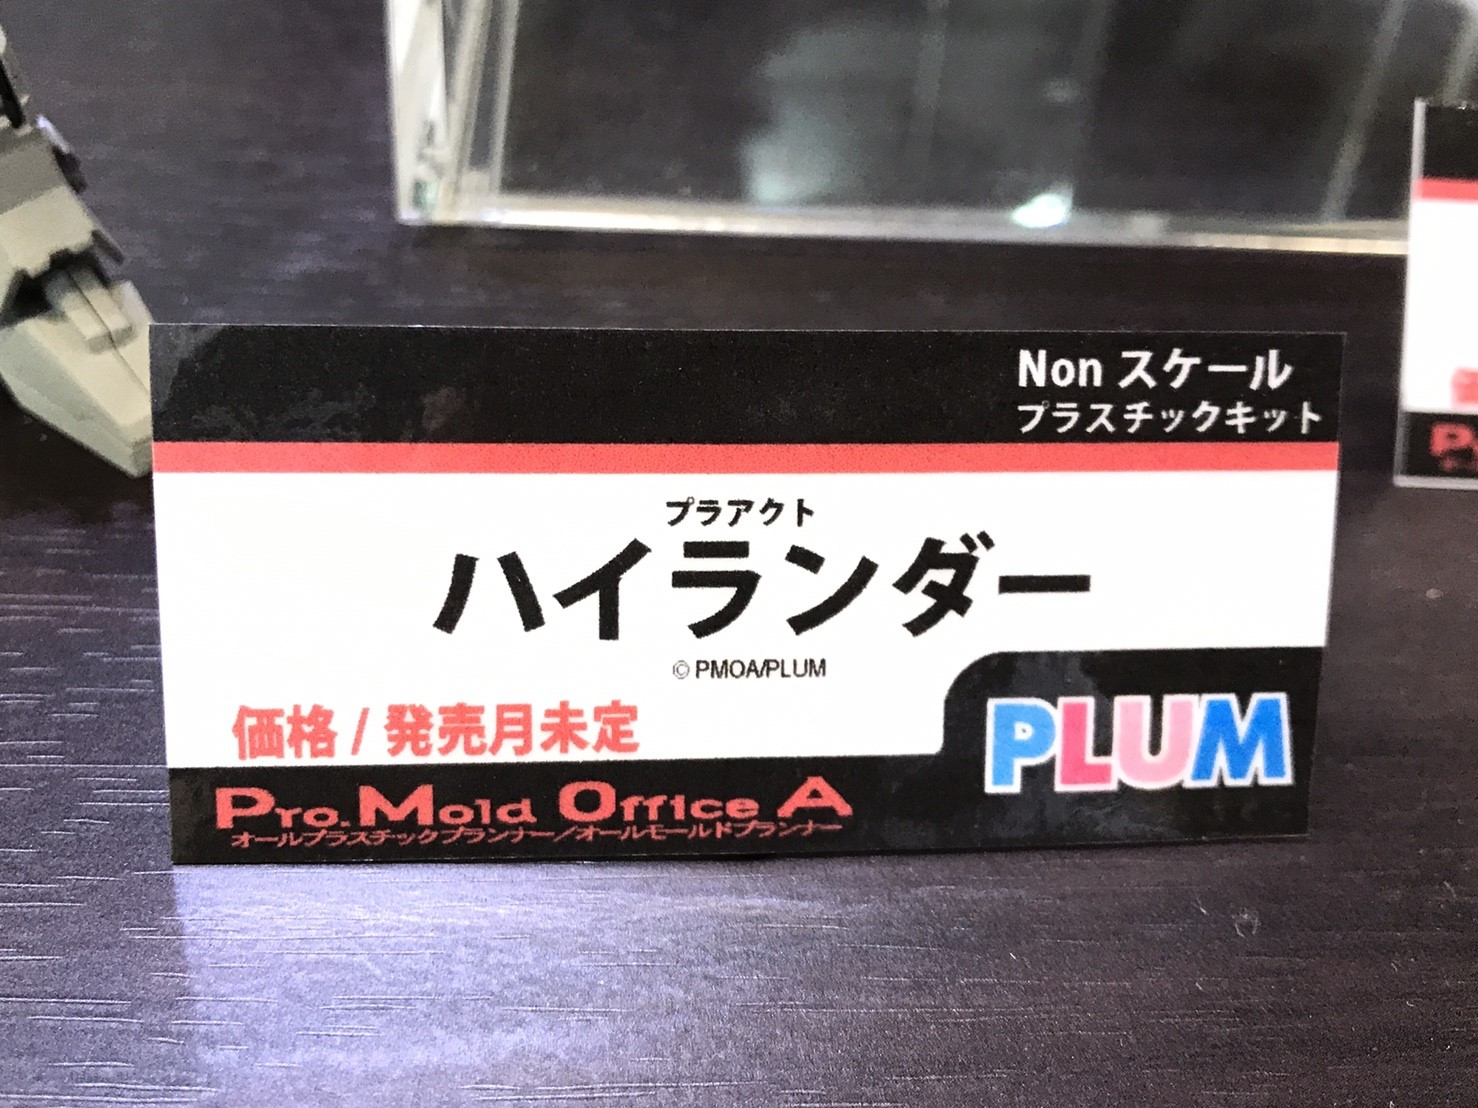 Non スケール
プラスチックキット
プラアクト
ハイランダー
© PMOA/PLUM
価格 / 発売月未定
PLUM
Pro.Mold Office A
オールプラスチックプランナー／オールモールドプランナー